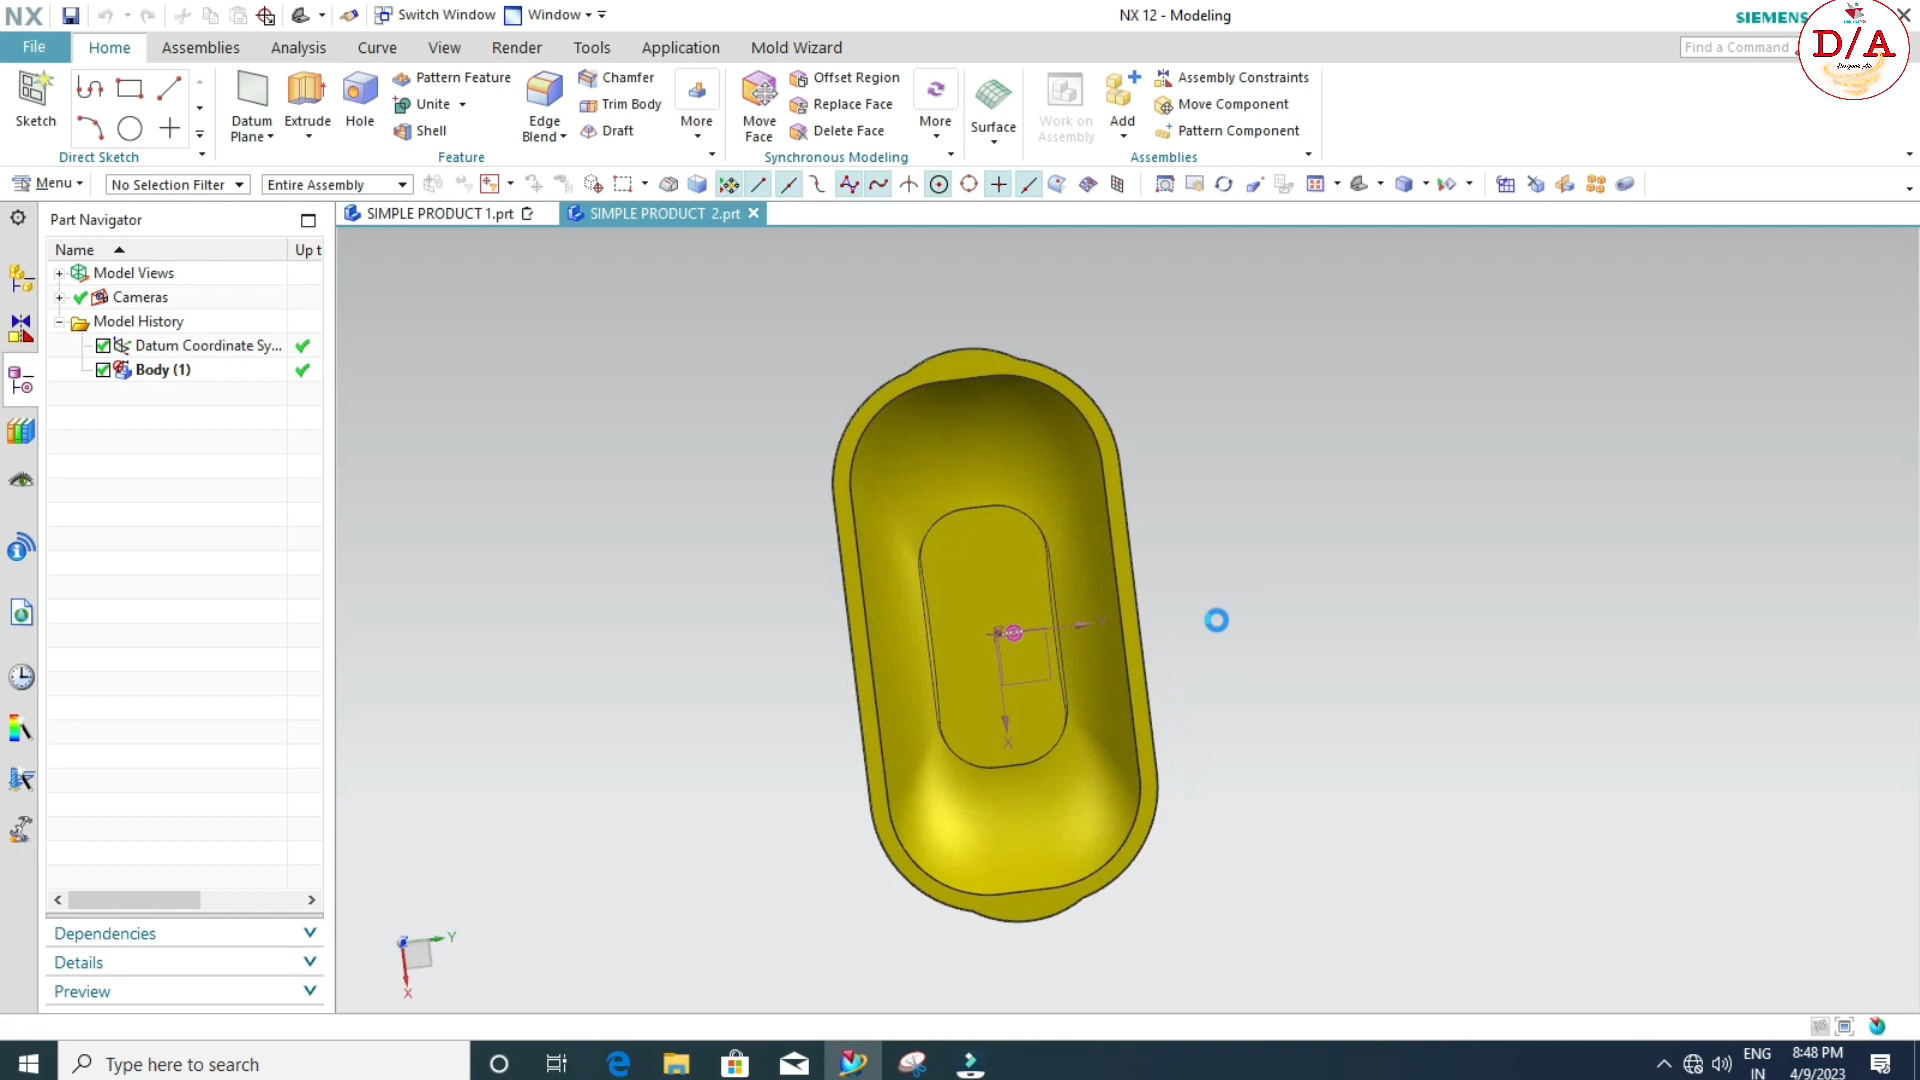 NX
Switch Window
Window
NX 12 - Modeling
SIEMENS
File
Home
Assemblies
Analysis
Curve
View
Render
Tools
Application
Mold Wizard
Find a Command
D/A
Sketch
Direct Sketch
Datum
Plane
Extrude
Hole
Pattern Feature
Unite
Shell
Edge
Blend
Chamfer
Trim Body
Draft
More
Feature
Move
Face
Offset Region
Replace Face
Delete Face
More
Synchronous Modeling
Surface
Work on
Assembly
Add
Assembly Constraints
Move Component
Pattern Component
Assemblies
Menu
No Selection Filter
Entire Assembly
Part Navigator
SIMPLE PRODUCT 1.prt
SIMPLE PRODUCT 2.prt
Name
Up t
Model Views
Cameras
Model History
Datum Coordinate Sy...
Body (1)
Y
X
Dependencies
Details
Preview
Z
Y
X
Type here to search
ENG
IN
8:48 PM
4/9/2023